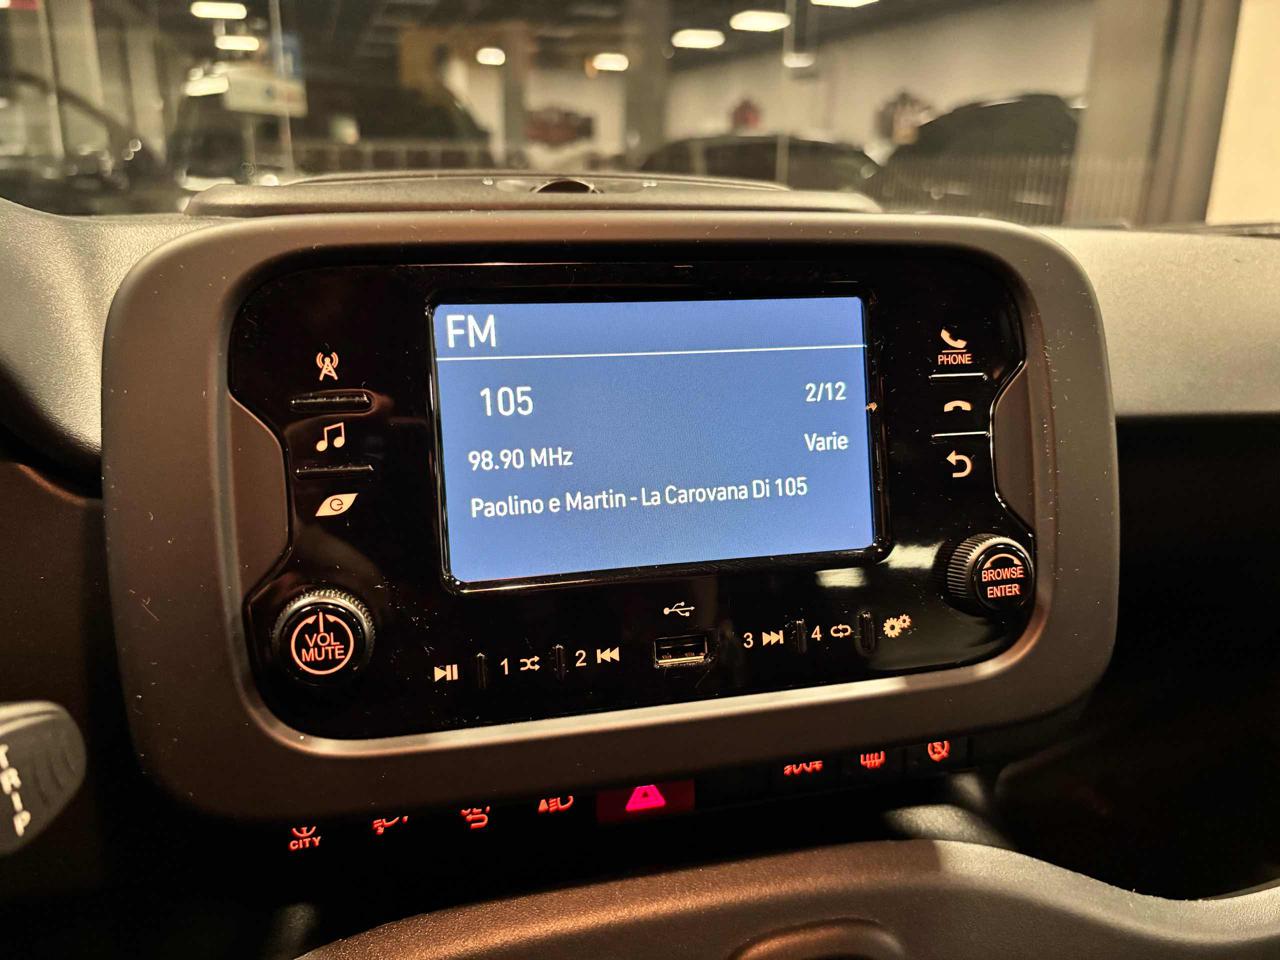 FM
105
2/12
98.90 MHz
Varie
Paolino e Martin - La Carovana Di 105
PHONE
VOL
MUTE
BROWSE
ENTER
1
2
3
4
CITY
TRIP